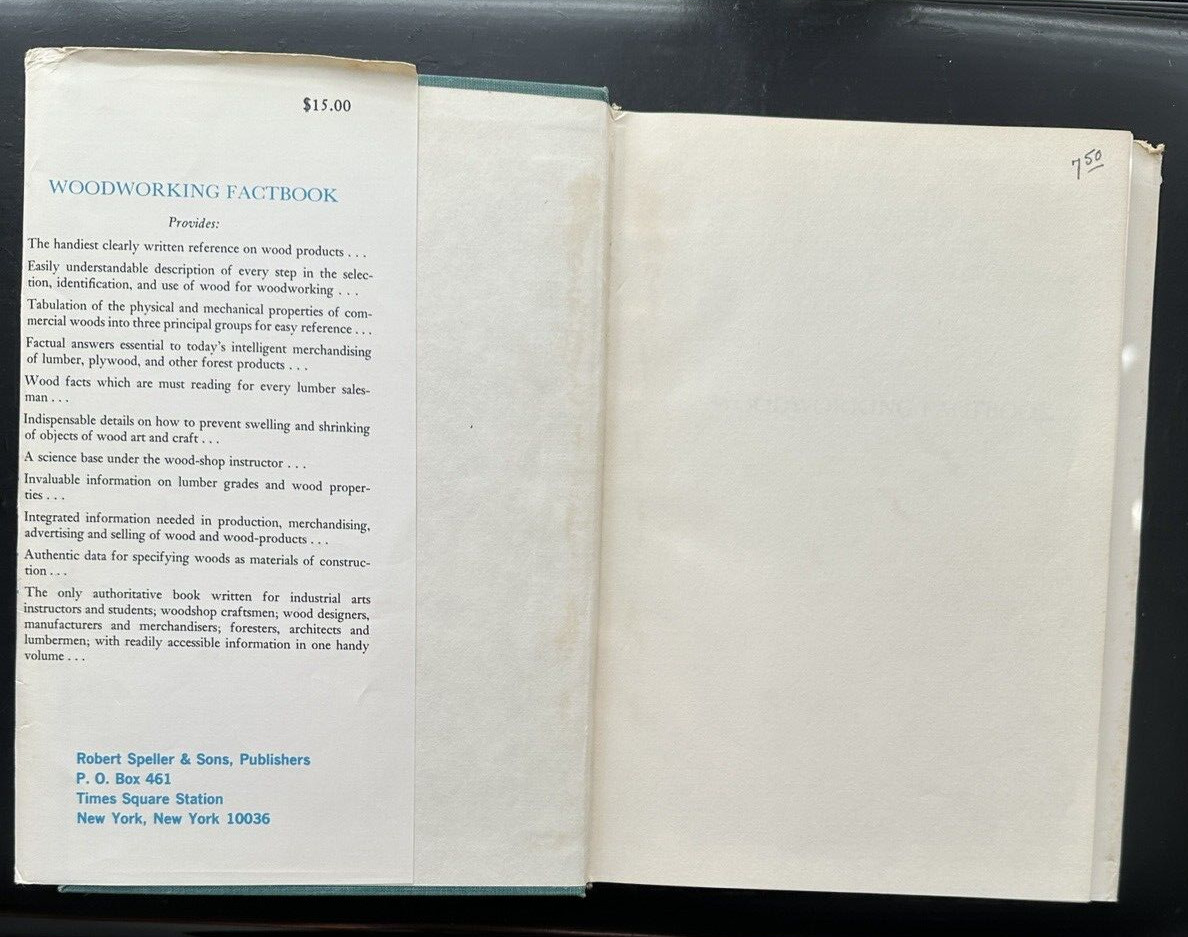 $15.00
WOODWORKING FACTBOOK
Provides:
The handiest clearly written reference on wood products . . .
Easily understandable description of every step in the selec-
tion, identification, and use of wood for woodworking . . .
Tabulation of the physical and mechanical properties of com-
mercial woods into three principal groups for easy reference . . .
Factual answers essential to today's intelligent merchandising
of lumber, plywood, and other forest products . . .
Wood facts which are must reading for every lumber sales-
man . . .
Indispensable details on how to prevent swelling and shrinking
of objects of wood art and craft . . .
A science base under the wood-shop instructor . . .
Invaluable information on lumber grades and wood proper-
ties . . .
Integrated information needed in production, merchandising,
advertising and selling of wood and wood-products . . .
Authentic data for specifying woods as materials of construc-
tion . . .
The only authoritative book written for industrial arts
instructors and students; woodshop craftsmen; wood designers,
manufacturers and merchandisers; foresters, architects and
lumbermen; with readily accessible information in one handy
volume . . .
Robert Speller & Sons, Publishers
P. O. Box 461
Times Square Station
New York, New York 10036
7 50